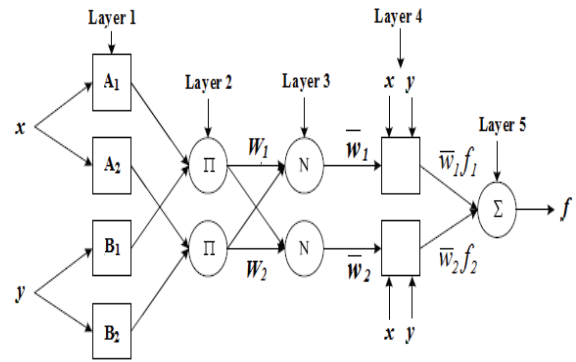 Layer 1
Layer 4
Layer 2
Layer 3
x y
Layer 5
A₁
x
A₂
Π
W₁
N
w̅₁
w̅₁f₁
Σ
f
B₁
y
B₂
Π
W₂
N
w̅₂
w̅₂f₂
x y